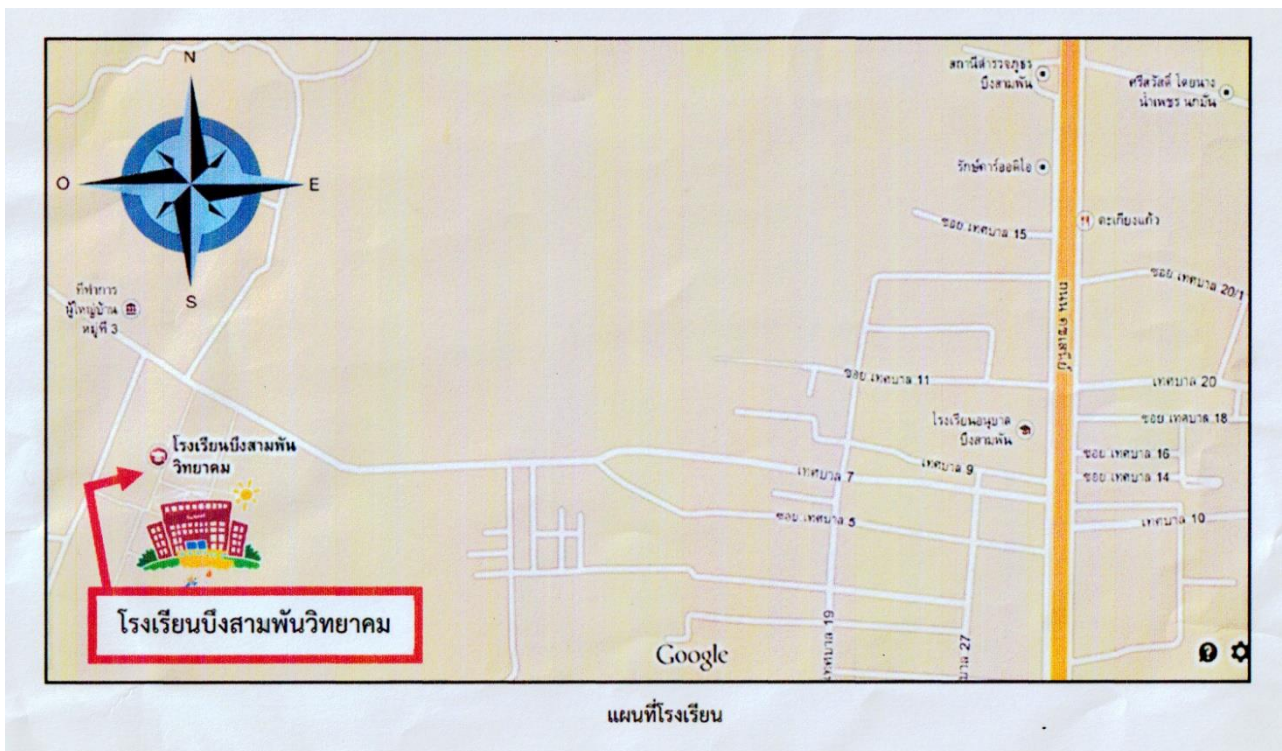 N
O
E
S
สถานีตำรวจภูธร
บึงสามพัน
ศรีสวัสดิ์ โดยนาง
น้ำเพชร นกมั่น
รักษ์คาร์ออดิโอ
ตะเกียงแก้ว
ซอย เทศบาล 15
ซอย เทศบาล 20/1
ที่ทำการ
ผู้ใหญ่บ้าน
หมู่ที่ 3
ถนน คชเสนีย์
ซอย เทศบาล 11
เทศบาล 20
โรงเรียนอนุบาล
บึงสามพัน
ซอย เทศบาล 18
โรงเรียนบึงสามพัน
วิทยาคม
ซอย เทศบาล 16
เทศบาล 9
เทศบาล 7
ซอย เทศบาล 14
ซอย เทศบาล 5
เทศบาล 10
โรงเรียนบึงสามพันวิทยาคม
เทศบาล 19
บาล 27
Google
แผนที่โรงเรียน